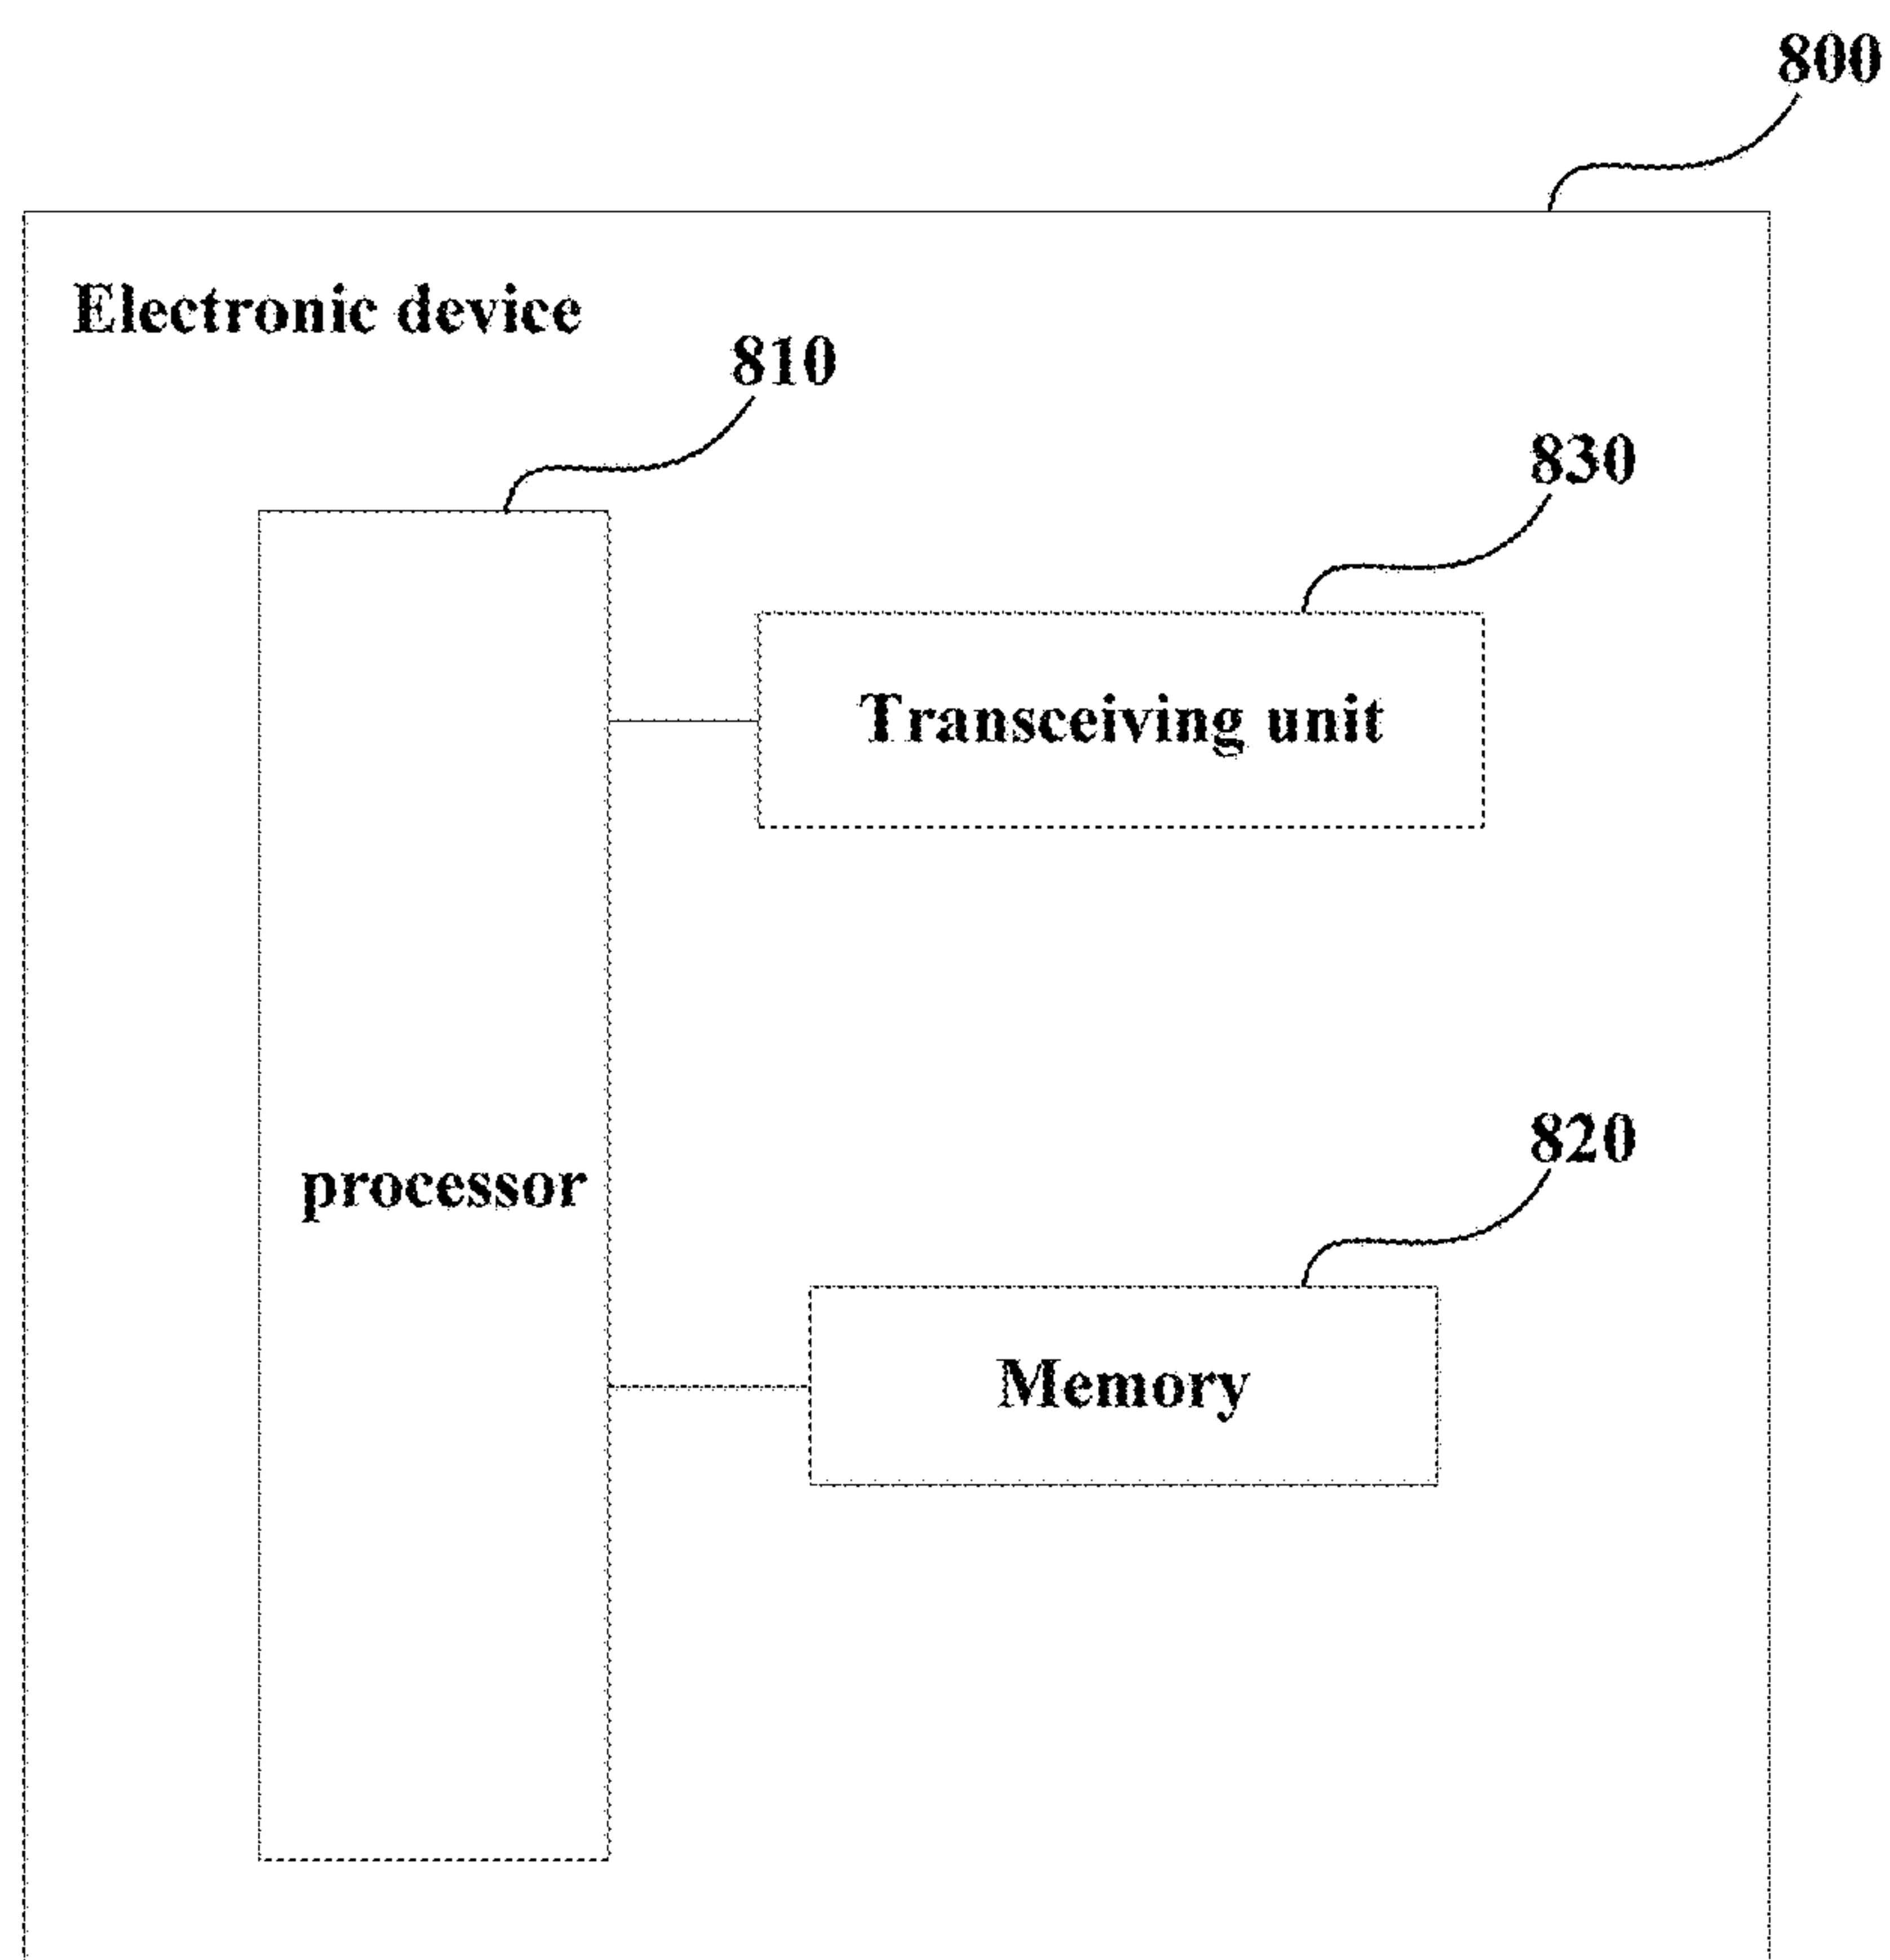 800
Electronic device
810
830
Transceiving unit
820
processor
Memory